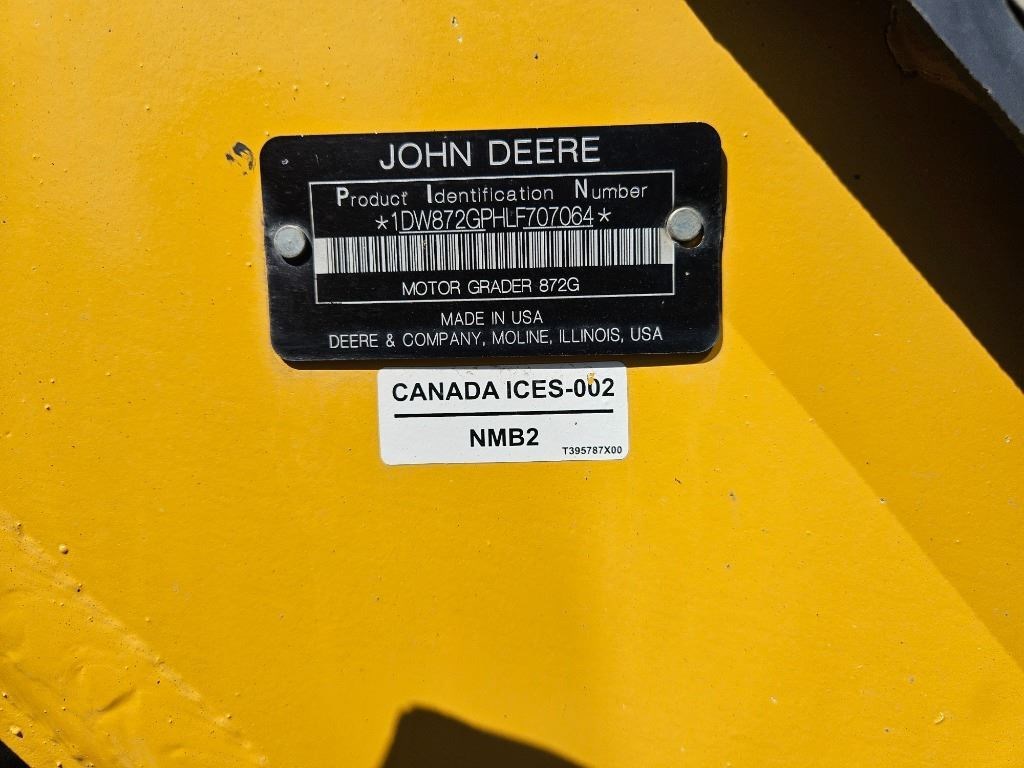 JOHN DEERE
Product Identification Number
*1DW872GPHLF707064*
MOTOR GRADER 872G
MADE IN USA
DEERE & COMPANY, MOLINE, ILLINOIS, USA
CANADA ICES-002
NMB2
T395787X00